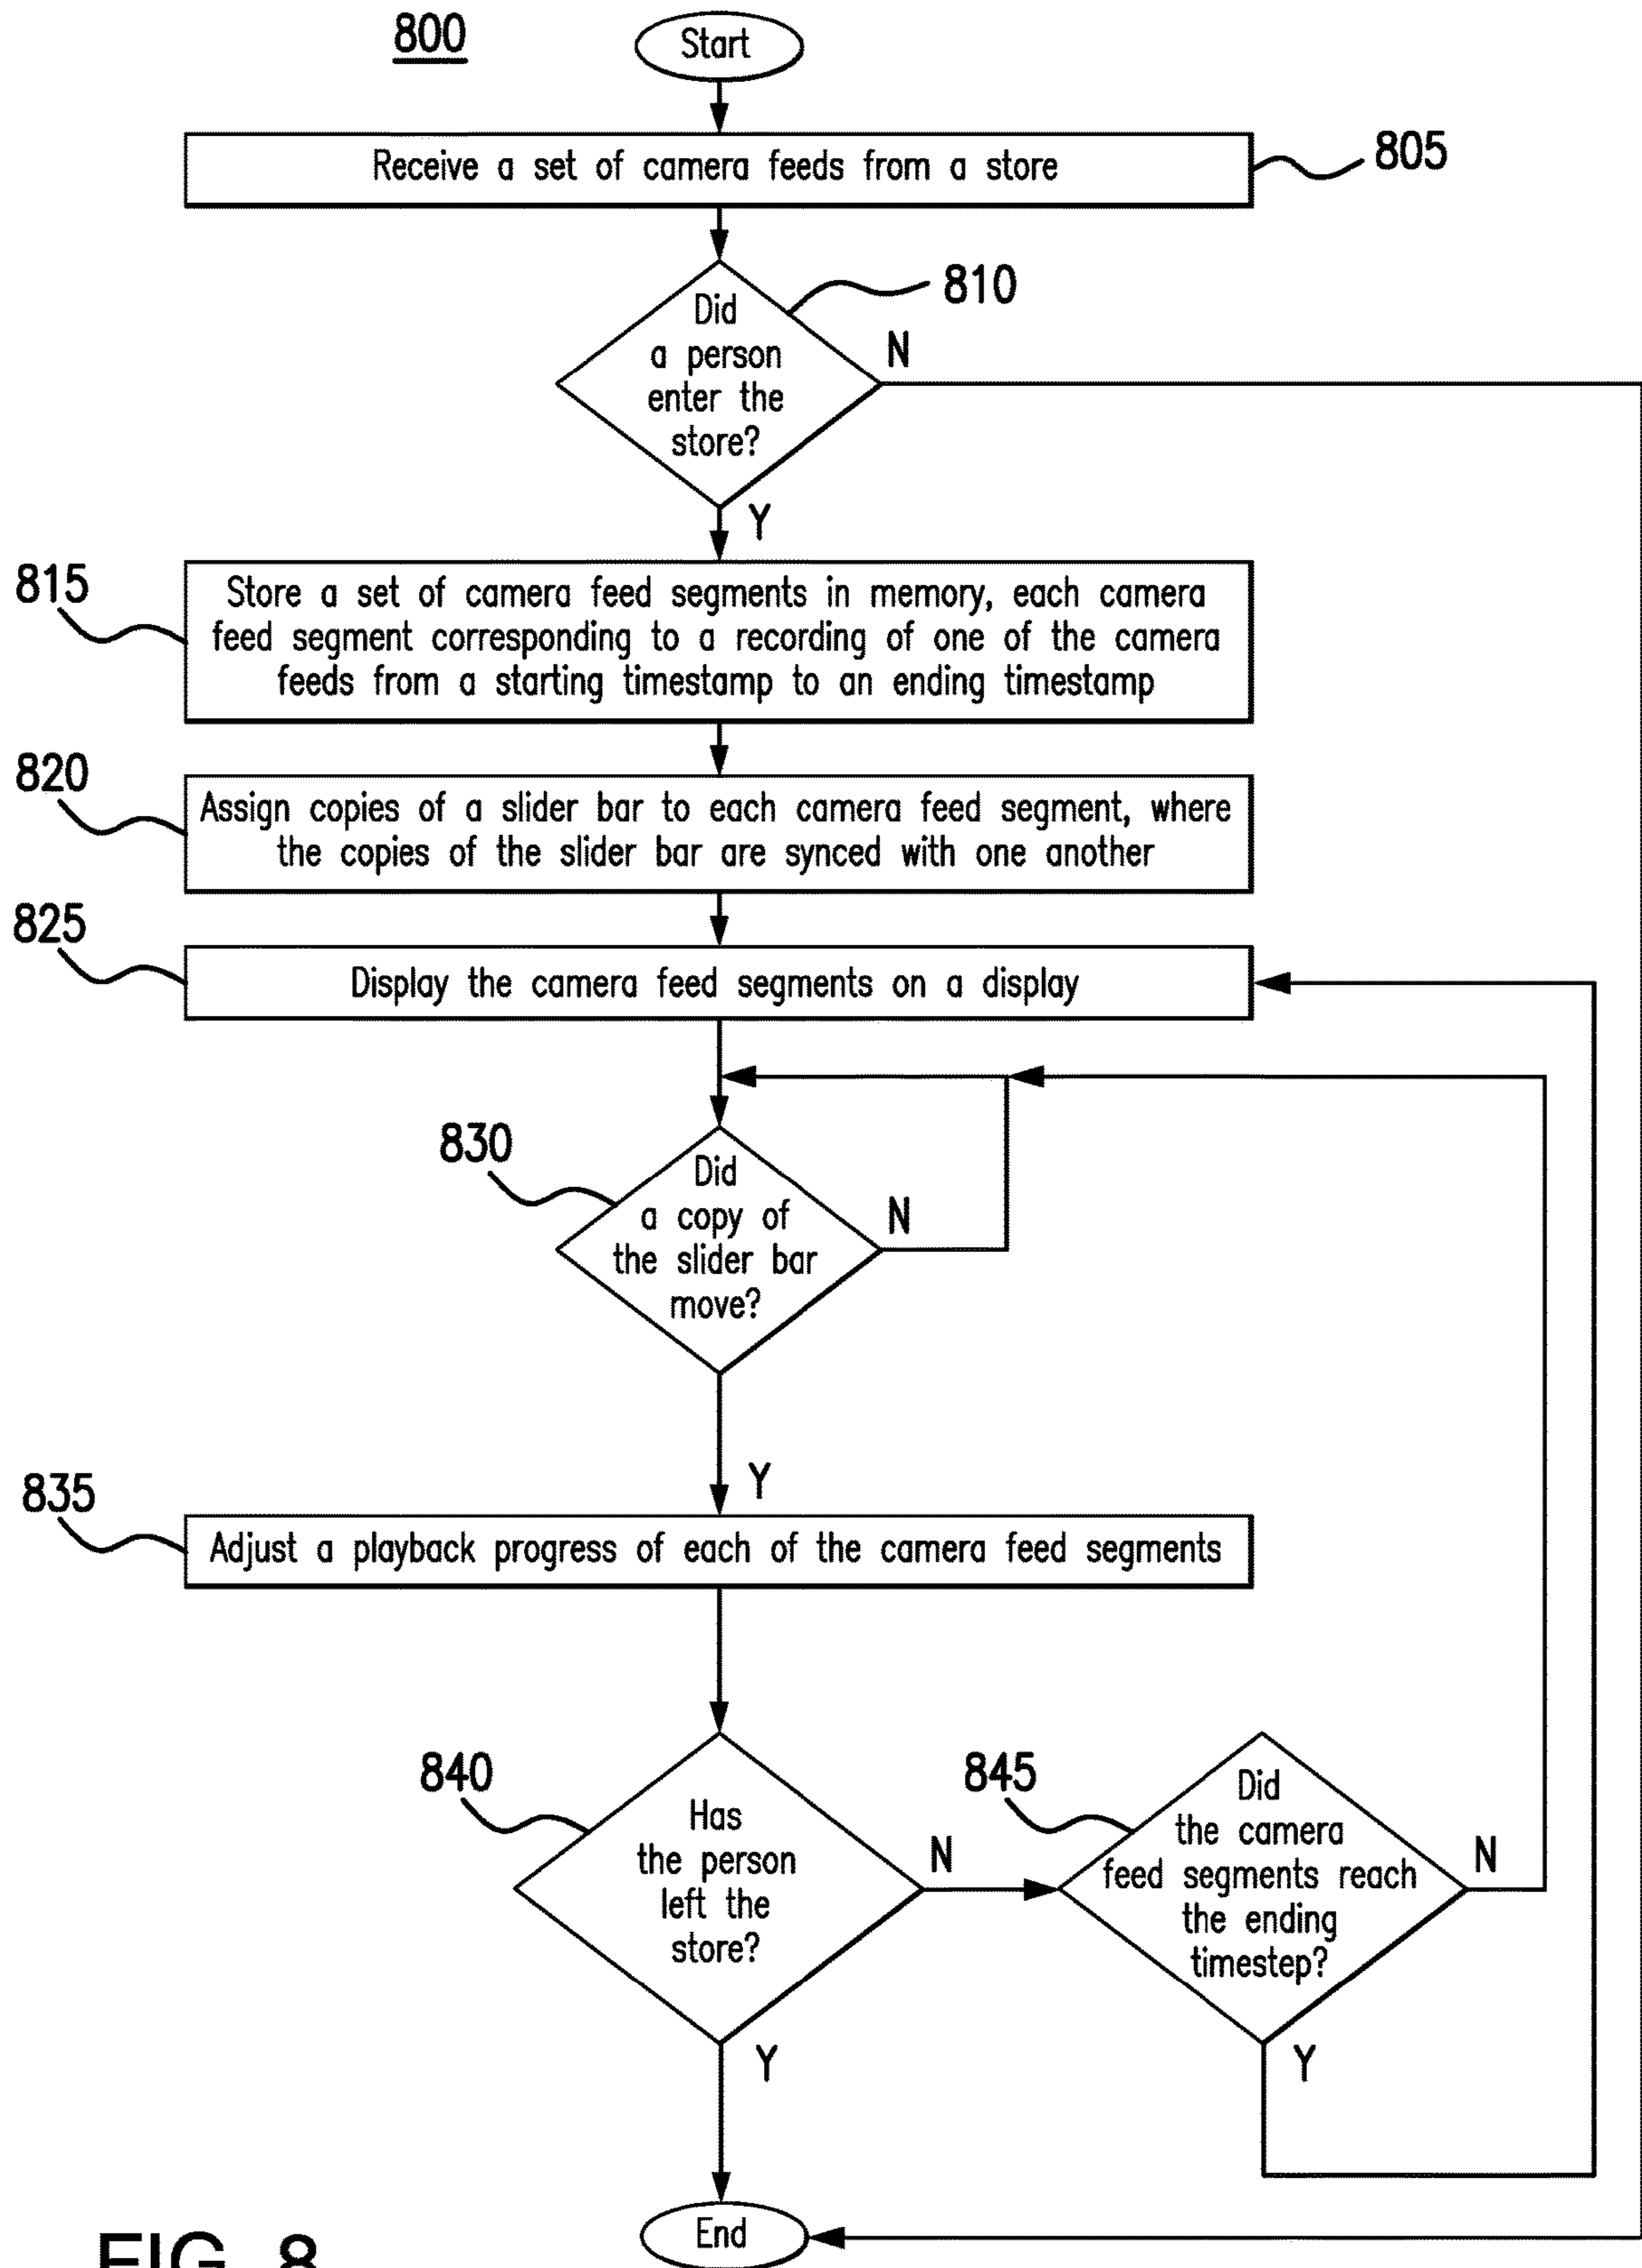 800
Start
Receive a set of camera feeds from a store
805
Did
a person
enter the
store?
810
N
Y
815
Store a set of camera feed segments in memory, each camera
feed segment corresponding to a recording of one of the camera
feeds from a starting timestamp to an ending timestamp
820
Assign copies of a slider bar to each camera feed segment, where
the copies of the slider bar are synced with one another
825
Display the camera feed segments on a display
830
Did
a copy of
the slider bar
move?
N
Y
835
Adjust a playback progress of each of the camera feed segments
840
Has
the person
left the
store?
N
Y
845
Did
the camera
feed segments reach
the ending
timestep?
N
Y
End
FIG. 8